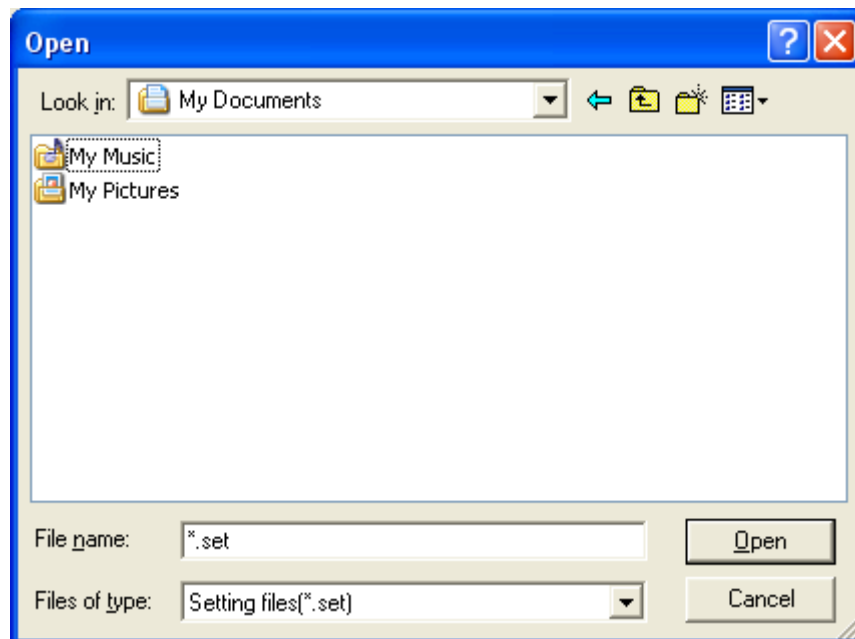 Open
Look in: My Documents
My Music
My Pictures
File name: *.set Open
Files of type: Setting files(*.set) Cancel